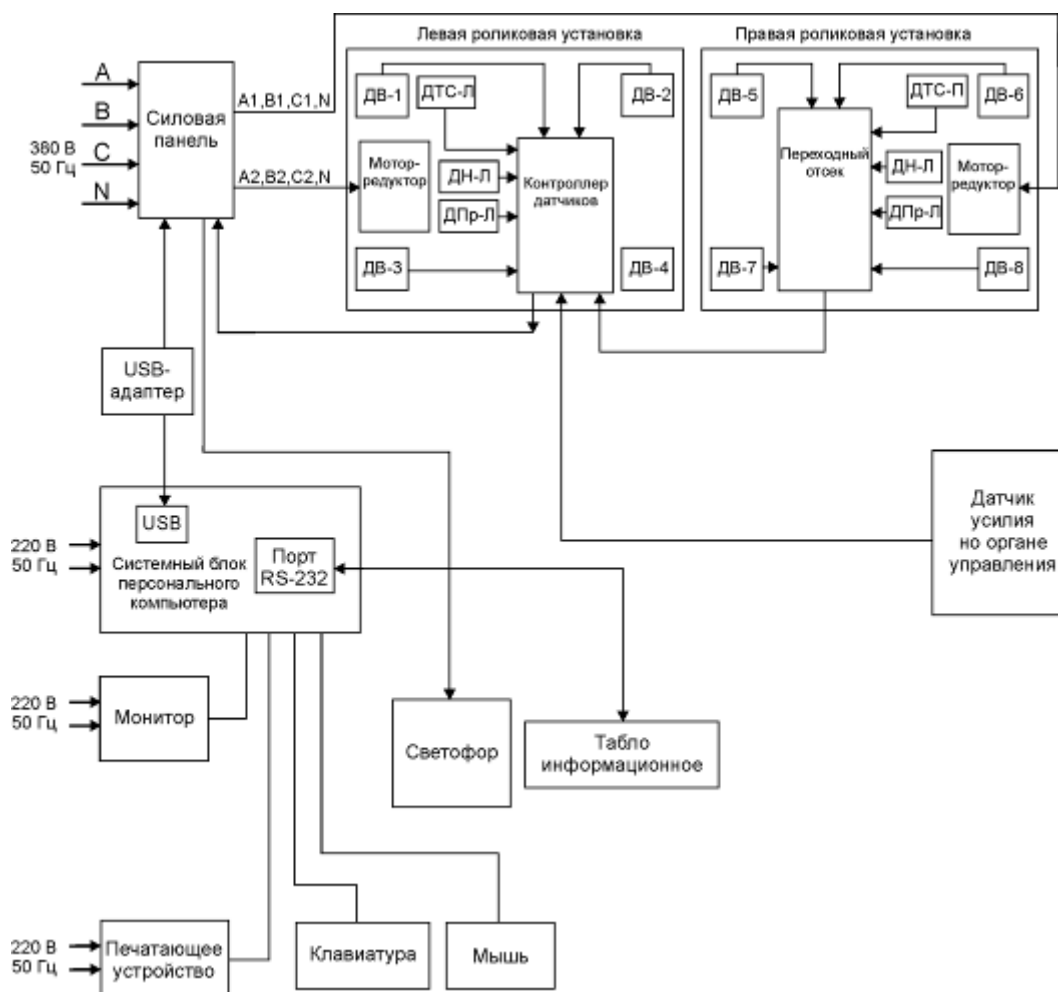 Левая роликовая установка
Правая роликовая установка
A
B
C
N
380 В
50 Гц
Силовая
панель
A1,B1,C1,N
A2,B2,C2,N
ДВ-1
ДТС-Л
ДВ-2
Мотор-
редуктор
ДН-Л
ДПр-Л
Контроллер
датчиков
ДВ-3
ДВ-4
ДВ-5
ДТС-П
ДВ-6
Переходный
отсек
ДН-Л
ДПр-Л
Мотор-
редуктор
ДВ-7
ДВ-8
USB-
адаптер
USB
220 В
50 Гц
Системный блок
персонального
компьютера
Порт
RS-232
Датчик
усилия
но органе
управления
220 В
50 Гц
Монитор
Светофор
Табло
информационное
220 В
50 Гц
Печатающее
устройство
Клавиатура
Мышь